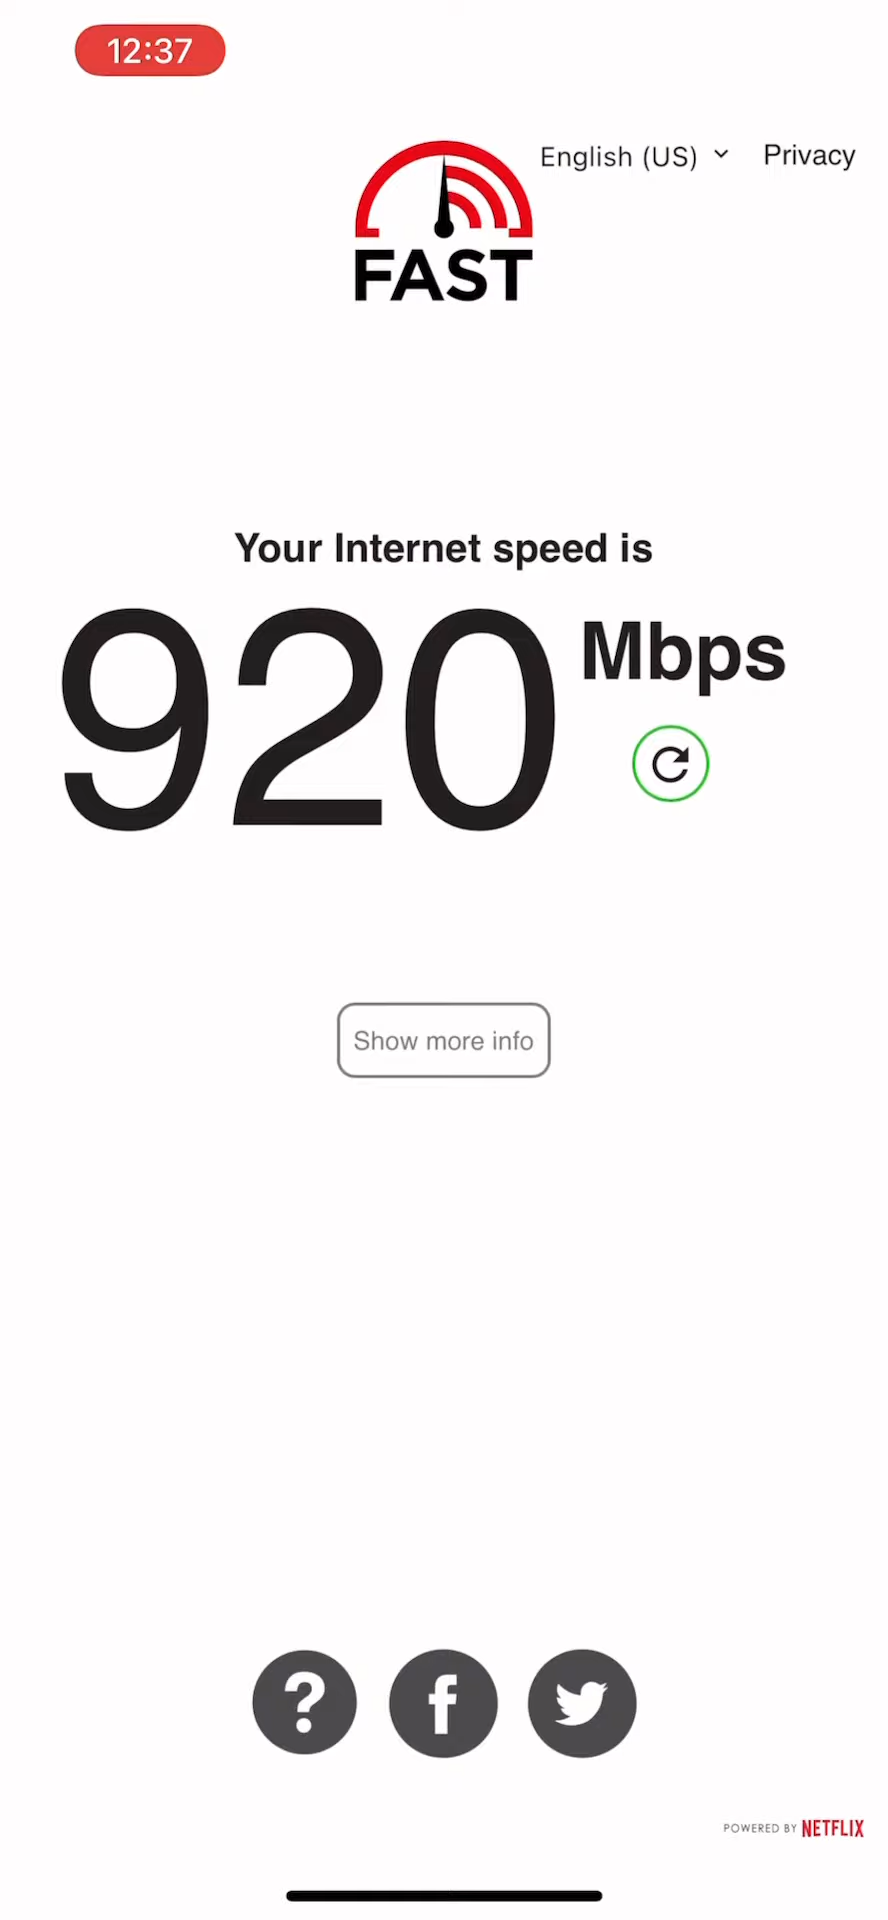 12:37
English (US) Privacy
FAST
Your Internet speed is
920 Mbps
Show more info
POWERED BY NETFLIX